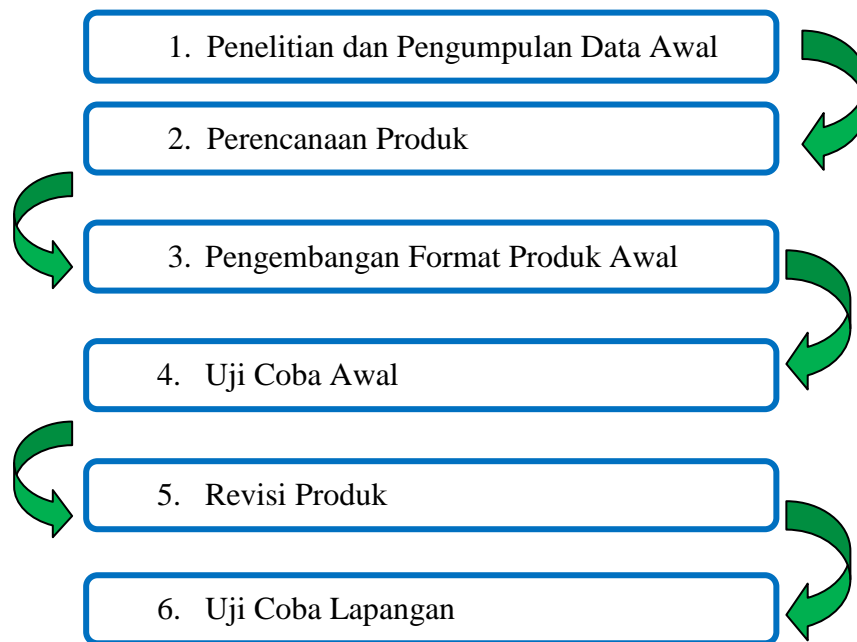 1. Penelitian dan Pengumpulan Data Awal
2. Perencanaan Produk
3. Pengembangan Format Produk Awal
4. Uji Coba Awal
5. Revisi Produk
6. Uji Coba Lapangan